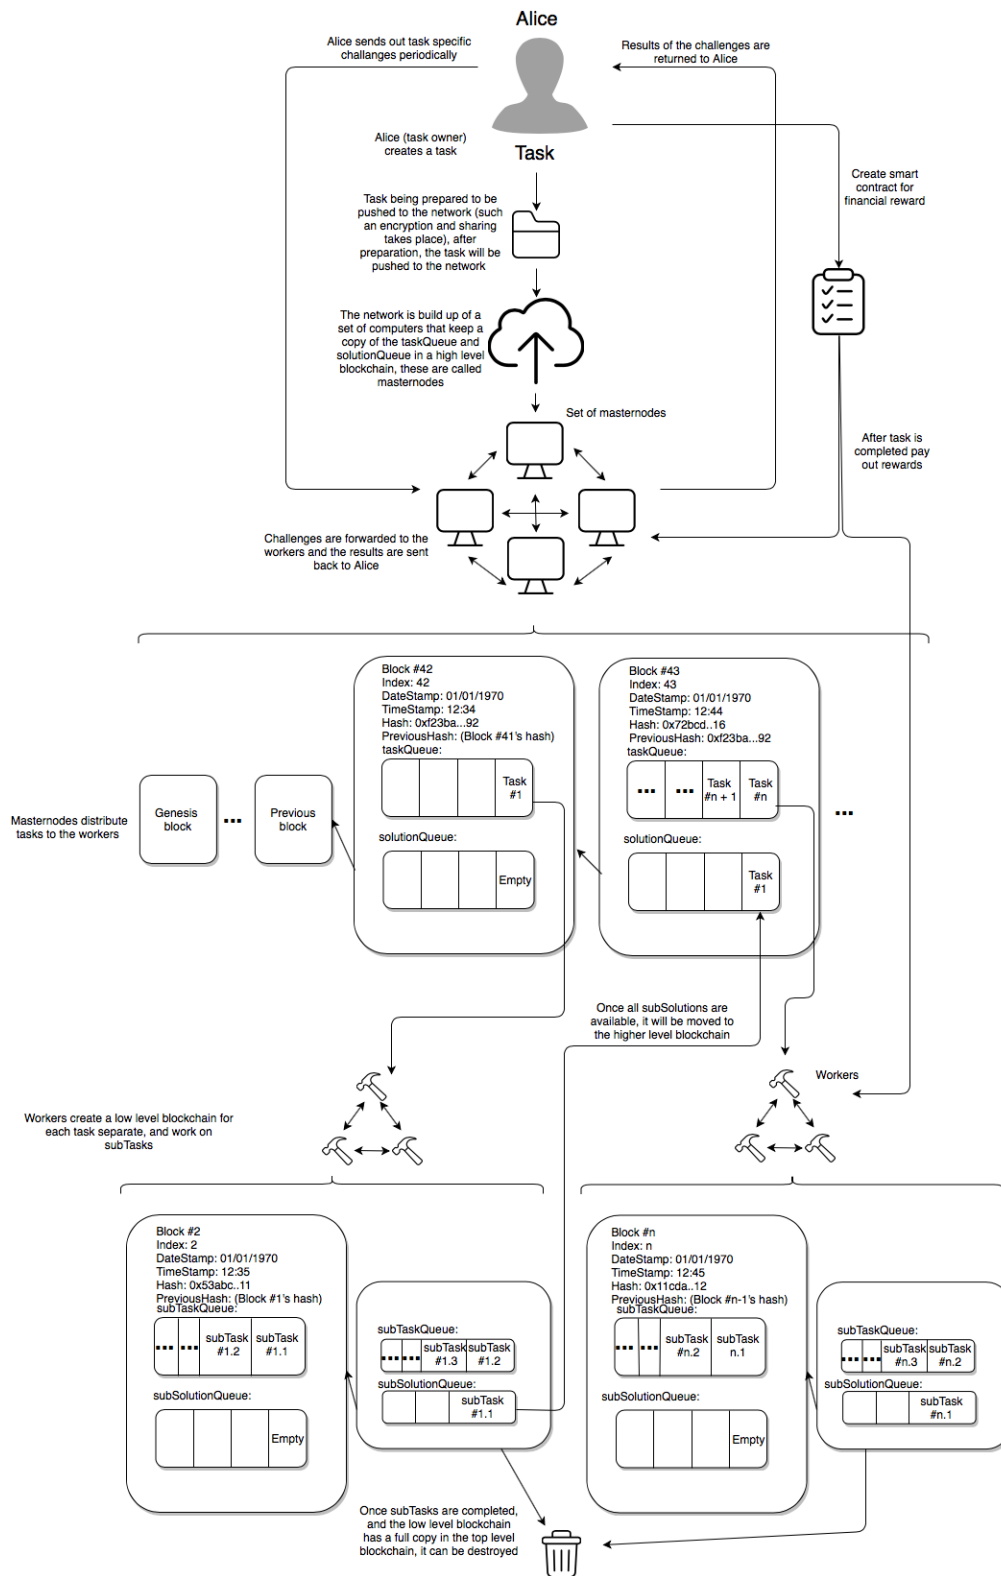 Alice
Alice sends out task specific
challanges periodically
Results of the challenges are
returned to Alice
Alice (task owner)
creates a task
Task
Create smart
contract for
financial reward
Task being prepared to be
pushed to the network (such
an encryption and sharing
takes place), after
preparation, the task will be
pushed to the network
The network is build up of a
set of computers that keep a
copy of the taskQueue and
solutionQueue in a high level
blockchain, these are called
masternodes
Set of masternodes
After task is
completed pay
out rewards
Challenges are forwarded to the
workers and the results are sent
back to Alice
Masternodes distribute
tasks to the workers
Genesis
block
...
Previous
block
Block #42
Index: 42
DateStamp: 01/01/1970
TimeStamp: 12:34
Hash: 0xf23ba...92
PreviousHash: (Block #41's hash)
taskQueue:
Task
#1
solutionQueue:
Empty
Block #43
Index: 43
DateStamp: 01/01/1970
TimeStamp: 12:44
Hash: 0x72bcd..16
PreviousHash: 0xf23ba...92
taskQueue:
... ... Task Task
#n + 1 #n
solutionQueue:
Task
#1
...
Once all subSolutions are
available, it will be moved to
the higher level blockchain
Workers
Workers create a low level blockchain for
each task separate, and work on
subTasks
Block #2
Index: 2
DateStamp: 01/01/1970
TimeStamp: 12:35
Hash: 0x53abc..11
PreviousHash: (Block #1's hash)
subTaskQueue:
... ... subTask subTask
#1.2 #1.1
subSolutionQueue:
Empty
subTaskQueue:
... ... subTask subTask
#1.3 #1.2
subSolutionQueue:
subTask
#1.1
Block #n
Index: n
DateStamp: 01/01/1970
TimeStamp: 12:45
Hash: 0x11cda..12
PreviousHash: (Block #n-1's hash)
subTaskQueue:
... ... subTask subTask
#n.2 n.1
subSolutionQueue:
Empty
subTaskQueue:
... ... subTask subTask
#n.3 #n.2
subSolutionQueue:
subTask
#n.1
Once subTasks are completed,
and the low level blockchain
has a full copy in the top level
blockchain, it can be destroyed